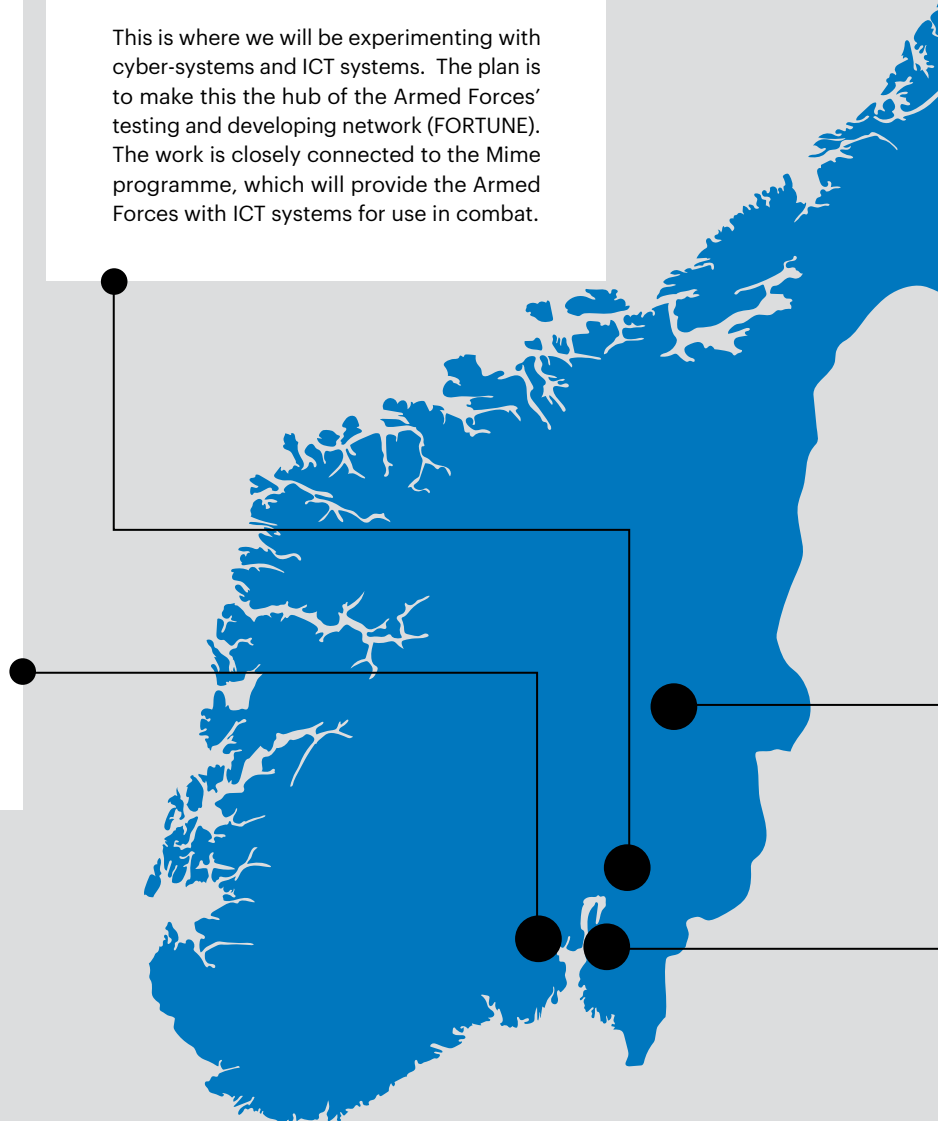 This is where we will be experimenting with
cyber-systems and ICT systems.  The plan is
to make this the hub of the Armed Forces’
testing and developing network (FORTUNE).
The work is closely connected to the Mime
programme, which will provide the Armed
Forces with ICT systems for use in combat.